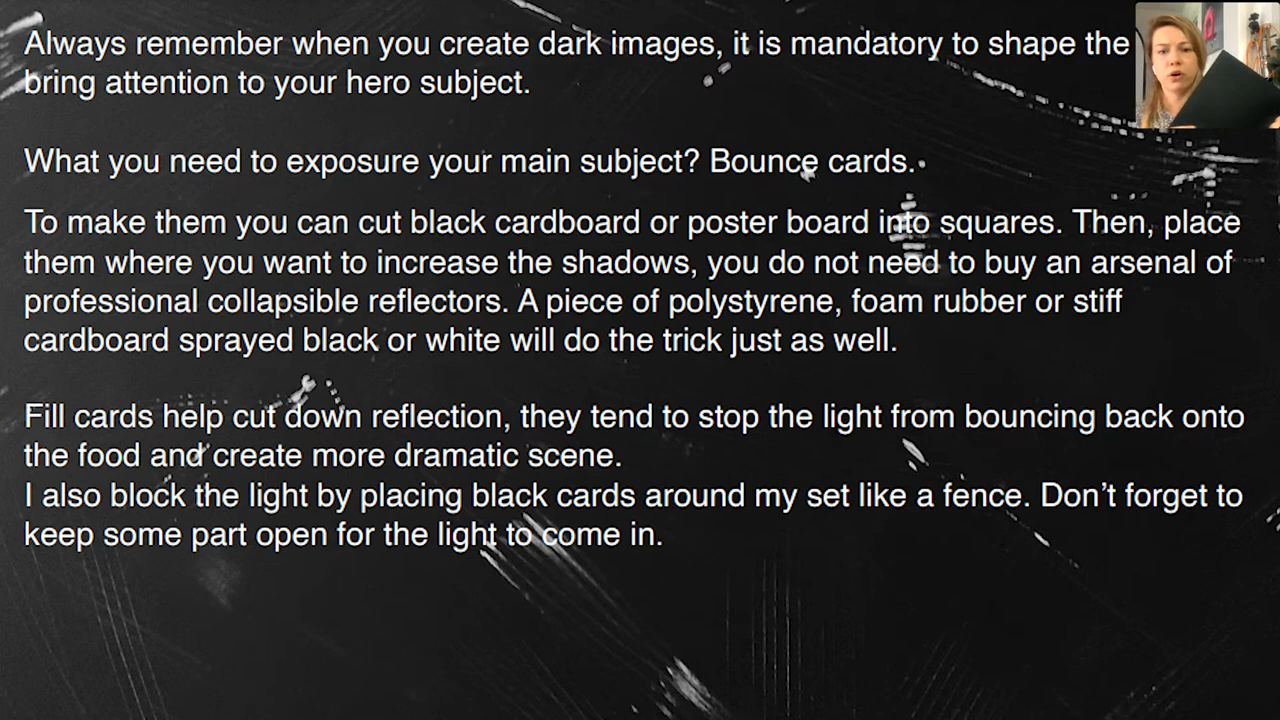 Always remember when you create dark images, it is mandatory to shape the
bring attention to your hero subject.
What you need to exposure your main subject? Bounce cards.
To make them you can cut black cardboard or poster board into squares. Then, place
them where you want to increase the shadows, you do not need to buy an arsenal of
professional collapsible reflectors. A piece of polystyrene, foam rubber or stiff
cardboard sprayed black or white will do the trick just as well.
Fill cards help cut down reflection, they tend to stop the light from bouncing back onto
the food and create more dramatic scene.
I also block the light by placing black cards around my set like a fence. Don’t forget to
keep some part open for the light to come in.